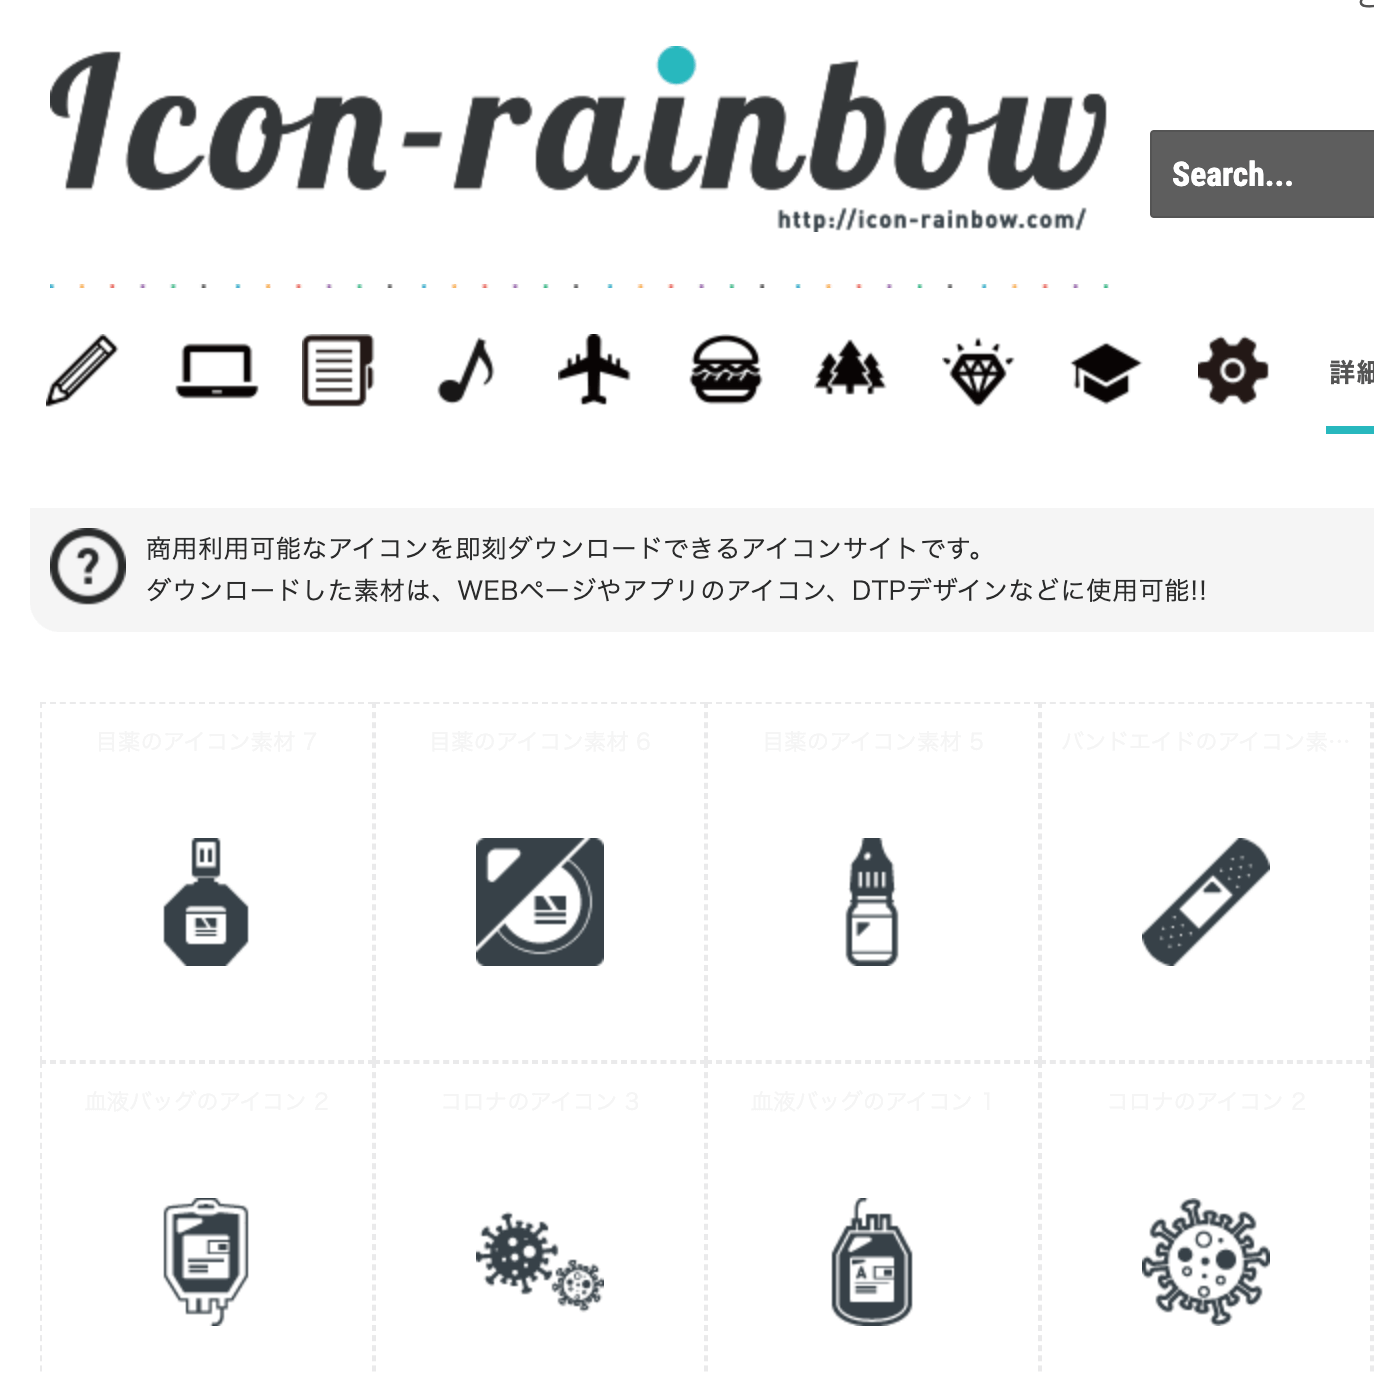 Icon-rainbow
http://icon-rainbow.com/
Search...
詳細
?
商用利用可能なアイコンを即刻ダウンロードできるアイコンサイトです。
ダウンロードした素材は、WEBページやアプリのアイコン、DTPデザインなどに使用可能!!
目薬のアイコン素材 7
目薬のアイコン素材 6
目薬のアイコン素材 5
バンドエイドのアイコン素…
血液バッグのアイコン 2
コロナのアイコン 3
血液バッグのアイコン 1
コロナのアイコン 2
A